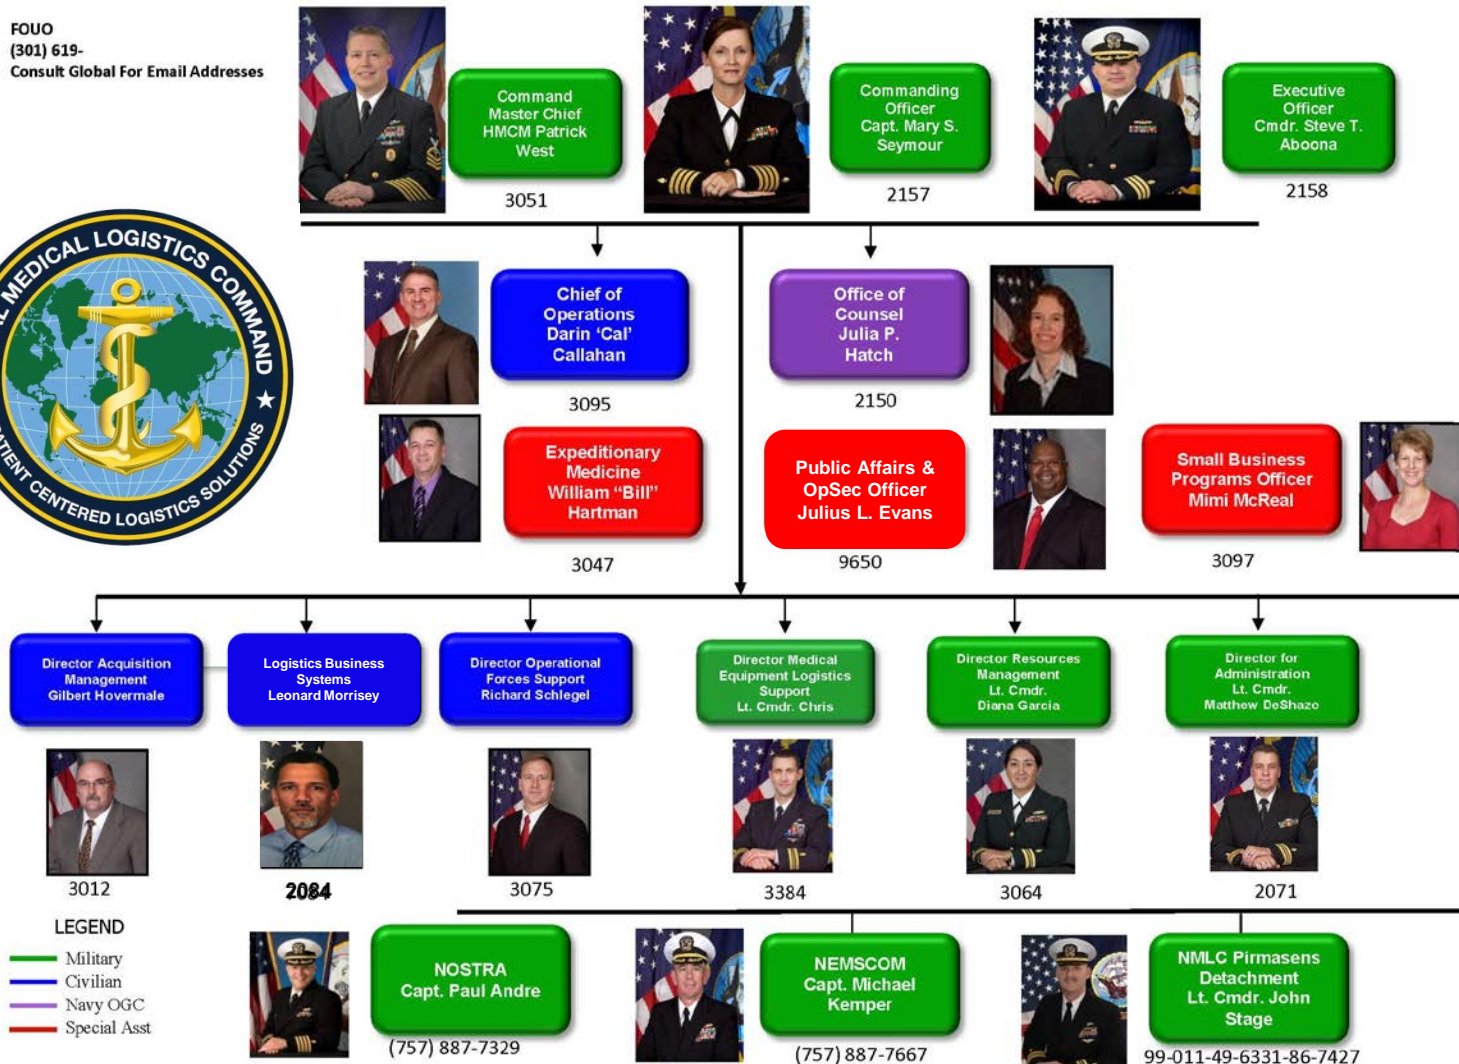 FOUO
(301) 619-
Consult Global For Email Addresses
Command
Master Chief
HMCM Patrick
West
3051
Commanding
Officer
Capt. Mary S.
Seymour
2157
Executive
Officer
Cmdr. Steve T.
Aboona
2158
MEDICAL LOGISTICS COMMAND
PATIENT CENTERED LOGISTICS SOLUTIONS
Chief of
Operations
Darin ‘Cal’
Callahan
3095
Office of
Counsel
Julia P.
Hatch
2150
Expeditionary
Medicine
William “Bill”
Hartman
3047
Public Affairs &
OpSec Officer
Julius L. Evans
9650
Small Business
Programs Officer
Mimi McReal
3097
Director Acquisition
Management
Gilbert Hovermale
3012
Logistics Business
Systems
Leonard Morrisey
Director Operational
Forces Support
Richard Schlegel
3075
Director Medical
Equipment Logistics
Support
Lt. Cmdr. Chris
3384
Director Resources
Management
Lt. Cmdr.
Diana Garcia
3064
Director for
Administration
Lt. Cmdr.
Matthew DeShazo
2071
LEGEND
Military
Civilian
Navy OGC
Special Asst
NOSTRA
Capt. Paul Andre
(757) 887-7329
NEMSCOM
Capt. Michael
Kemper
(757) 887-7667
NMLC Pirmasens
Detachment
Lt. Cmdr. John
Stage
99-011-49-6331-86-7427